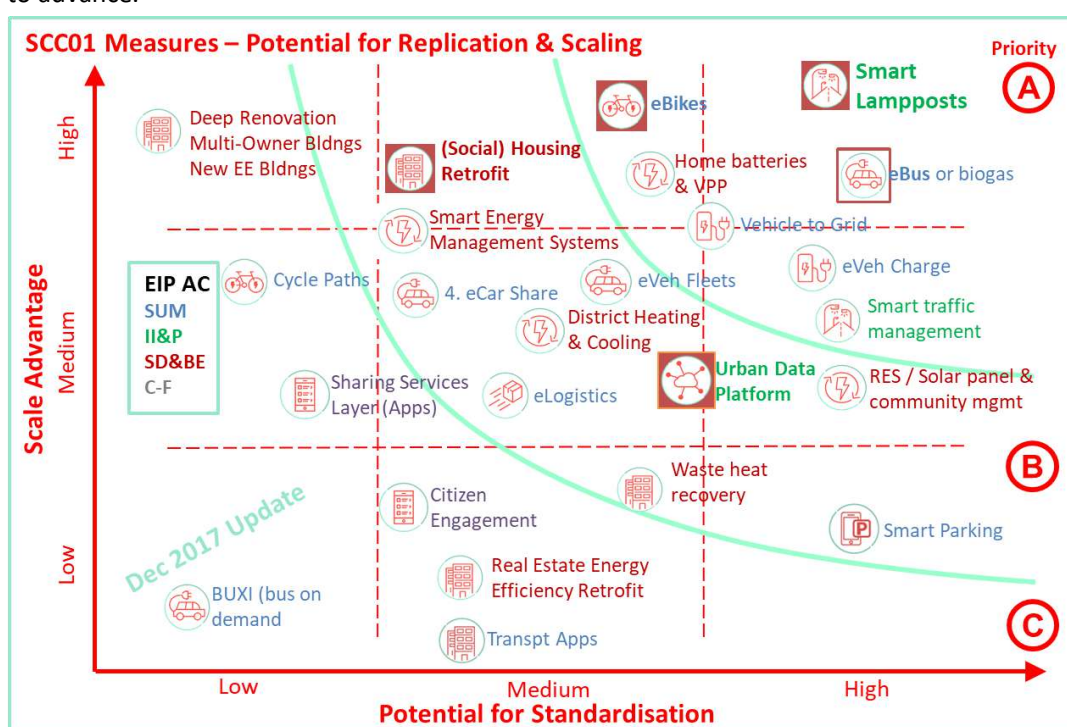 to advance.
SCC01 Measures – Potential for Replication & Scaling
Priority
A
Smart
Lampposts
eBikes
High
Deep Renovation
Multi-Owner Bldngs
New EE Bldngs
(Social) Housing
Retrofit
Home batteries
& VPP
eBus or biogas
Smart Energy
Management Systems
Vehicle to Grid
Scale Advantage
Medium
EIP AC
SUM
II&P
SD&BE
C-F
Cycle Paths
4. eCar Share
eVeh Fleets
eVeh Charge
District Heating
& Cooling
Smart traffic
management
Sharing Services
Layer (Apps)
eLogistics
Urban Data
Platform
RES / Solar panel &
community mgmt
B
Waste heat
recovery
Citizen
Engagement
P
Smart Parking
Dec 2017 Update
Low
Real Estate Energy
Efficiency Retrofit
BUXI (bus on
demand
Transpt Apps
C
Low
Medium
High
Potential for Standardisation